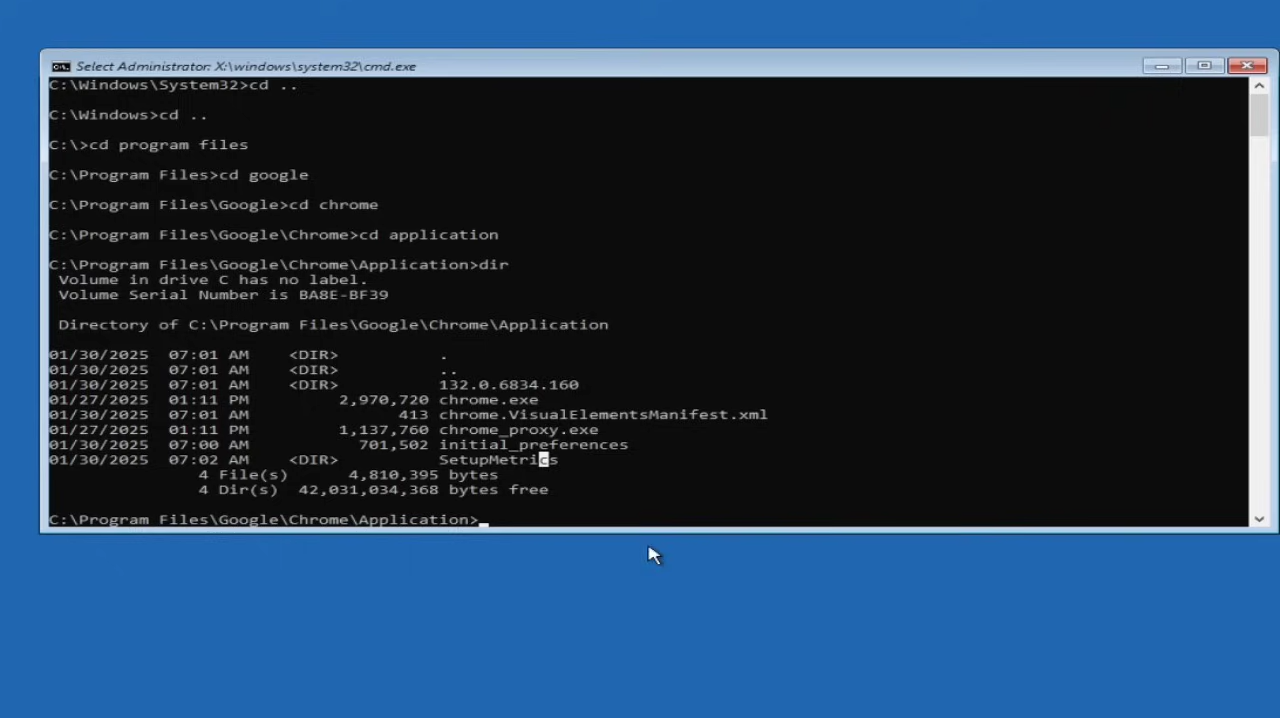 Select Administrator: X:\windows\system32\cmd.exe
C:\Windows\System32>cd ..
C:\Windows>cd ..
C:\>cd program files
C:\Program Files>cd google
C:\Program Files\Google>cd chrome
C:\Program Files\Google\Chrome>cd application
C:\Program Files\Google\Chrome\Application>dir
Volume in drive C has no label.
Volume Serial Number is BA8E-BF39
Directory of C:\Program Files\Google\Chrome\Application
01/30/2025  07:01 AM    <DIR>          .
01/30/2025  07:01 AM    <DIR>          ..
01/30/2025  07:01 AM    <DIR>          132.0.6834.160
01/27/2025  01:11 PM         2,970,720 chrome.exe
01/30/2025  07:01 AM               413 chrome.VisualElementsManifest.xml
01/27/2025  01:11 PM         1,137,760 chrome_proxy.exe
01/30/2025  07:00 AM           701,502 initial_preferences
01/30/2025  07:02 AM    <DIR>          SetupMetrics
4 File(s)      4,810,395 bytes
4 Dir(s)  42,031,034,368 bytes free
C:\Program Files\Google\Chrome\Application>_